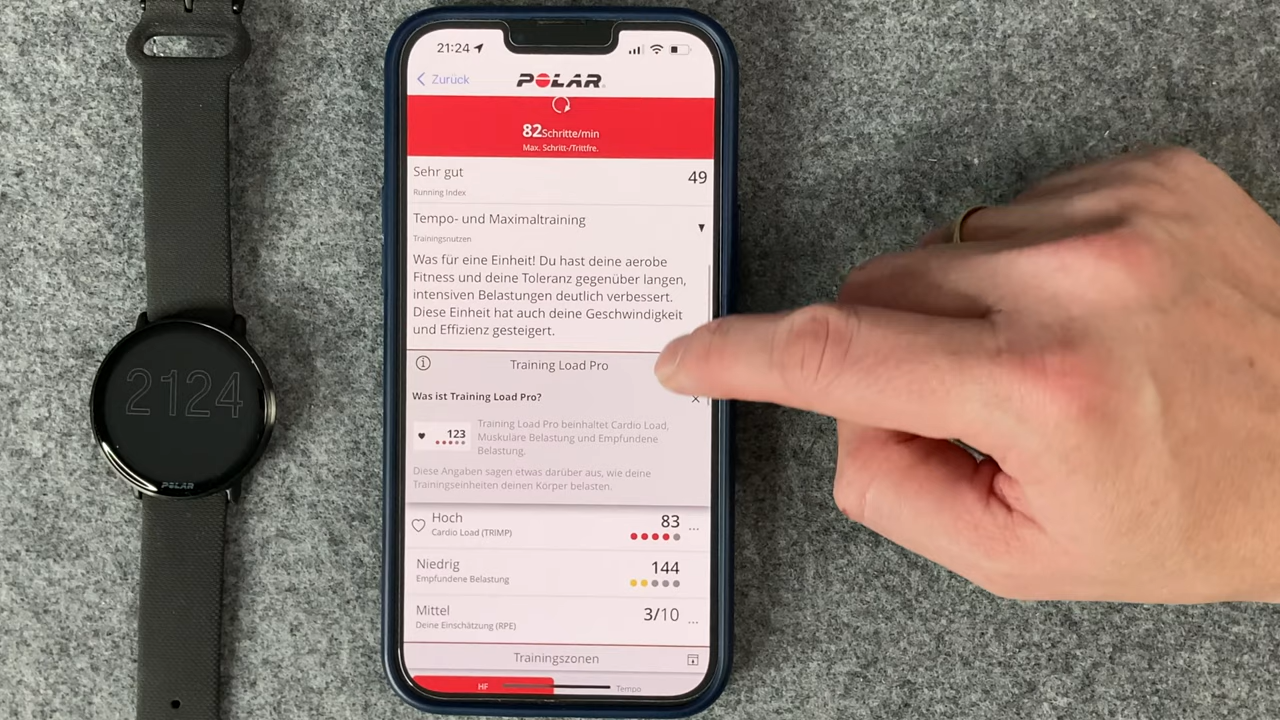 21:24
Zurück
POLAR
82 Schritte/min
Max. Schritt-/Trittfre.
Sehr gut
49
Running Index
Tempo- und Maximaltraining
Trainingsnutzen
Was für eine Einheit! Du hast deine aerobe
Fitness und deine Toleranz gegenüber langen,
intensiven Belastungen deutlich verbessert.
Diese Einheit hat auch deine Geschwindigkeit
und Effizienz gesteigert.
Training Load Pro
Was ist Training Load Pro?
123
Training Load Pro beinhaltet Cardio Load,
Muskuläre Belastung und Empfundene
Belastung.
Diese Angaben sagen etwas darüber aus, wie deine
Trainingseinheiten deinen Körper belasten.
Hoch
83
Cardio Load (TRIMP)
Niedrig
144
Empfundene Belastung
Mittel
3/10
Deine Einschätzung (RPE)
Trainingszonen
HF
Tempo
2124
POLAR